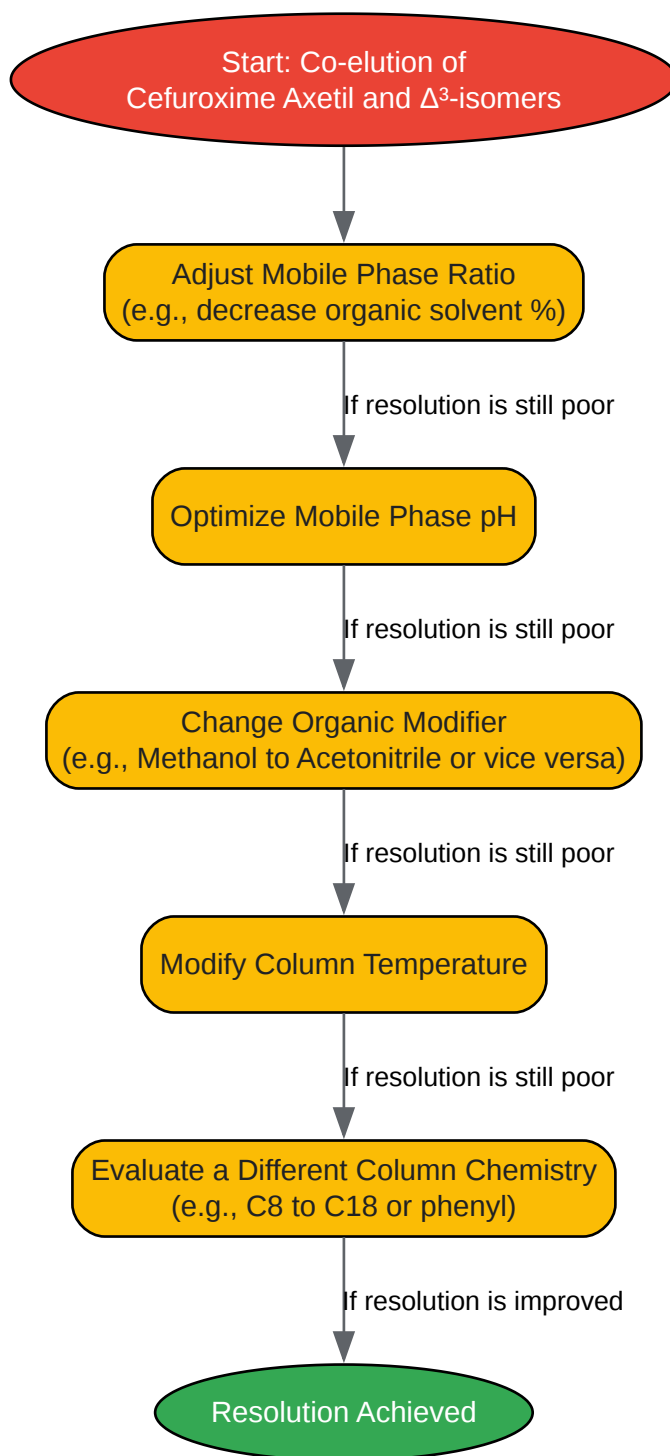 Start: Co-elution of
Cefuroxime Axetil and Δ³-isomers
Adjust Mobile Phase Ratio
(e.g., decrease organic solvent %)
If resolution is still poor
Optimize Mobile Phase pH
If resolution is still poor
Change Organic Modifier
(e.g., Methanol to Acetonitrile or vice versa)
If resolution is still poor
Modify Column Temperature
If resolution is still poor
Evaluate a Different Column Chemistry
(e.g., C8 to C18 or phenyl)
If resolution is improved
Resolution Achieved